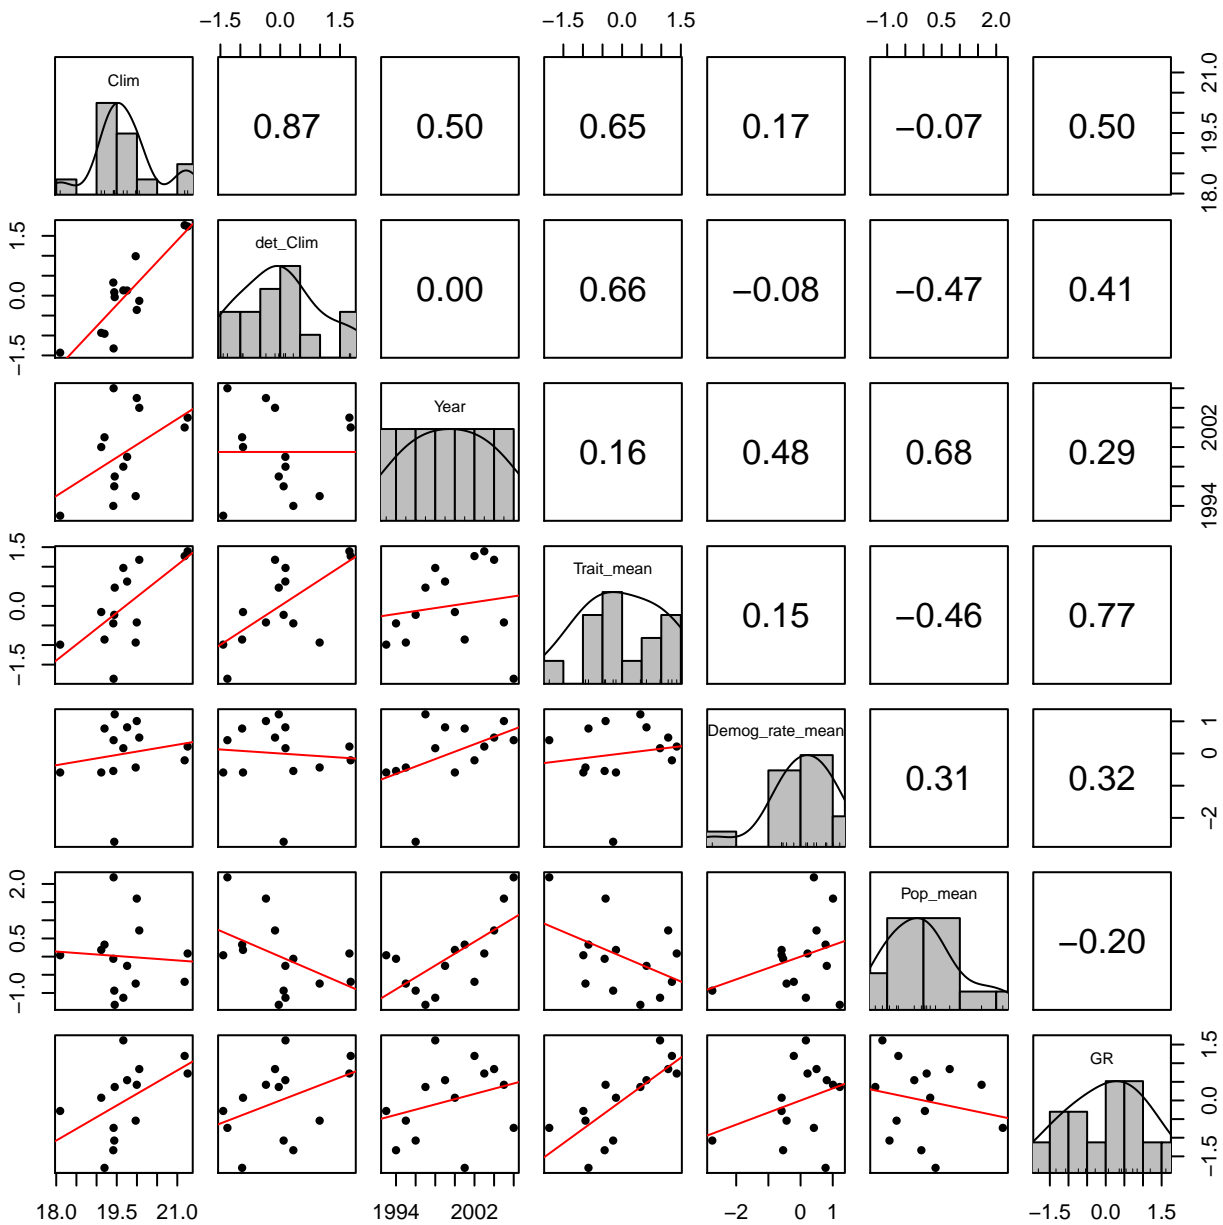 −1.5 0.0 1.5 −1.5 0.0 1.5 −1.0 0.5 2.0
Clim 0.87 0.50 0.65 0.17 −0.07 0.50 18.0 19.5 21.0
−1.5 0.0 1.5 det_Clim 0.00 0.66 −0.08 −0.47 0.41
Year 0.16 0.48 0.68 0.29 1994 2002
−1.5 0.0 1.5 Trait_mean 0.15 −0.46 0.77
Demog_rate_mean 0.31 0.32 −2 0 1
−1.0 0.5 2.0 Pop_mean −0.20
GR −1.5 0.0 1.5
18.0 19.5 21.0 1994 2002 −2 0 1 −1.5 0.0 1.5